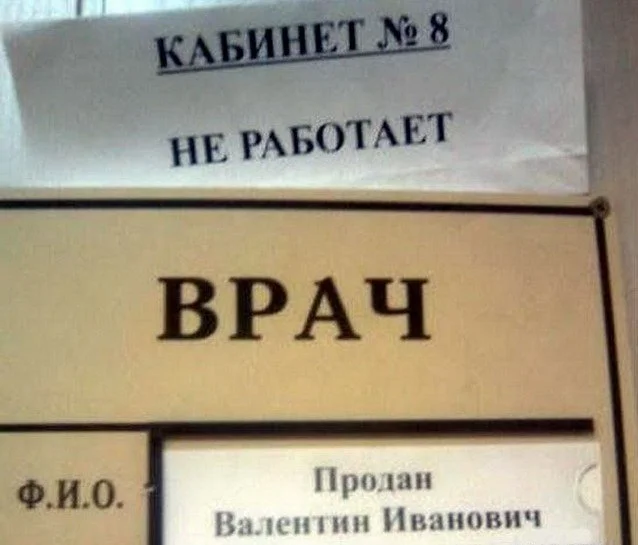 КАБИНЕТ № 8
НЕ РАБОТАЕТ
ВРАЧ
Ф.И.О.
Продан
Валентин Иванович